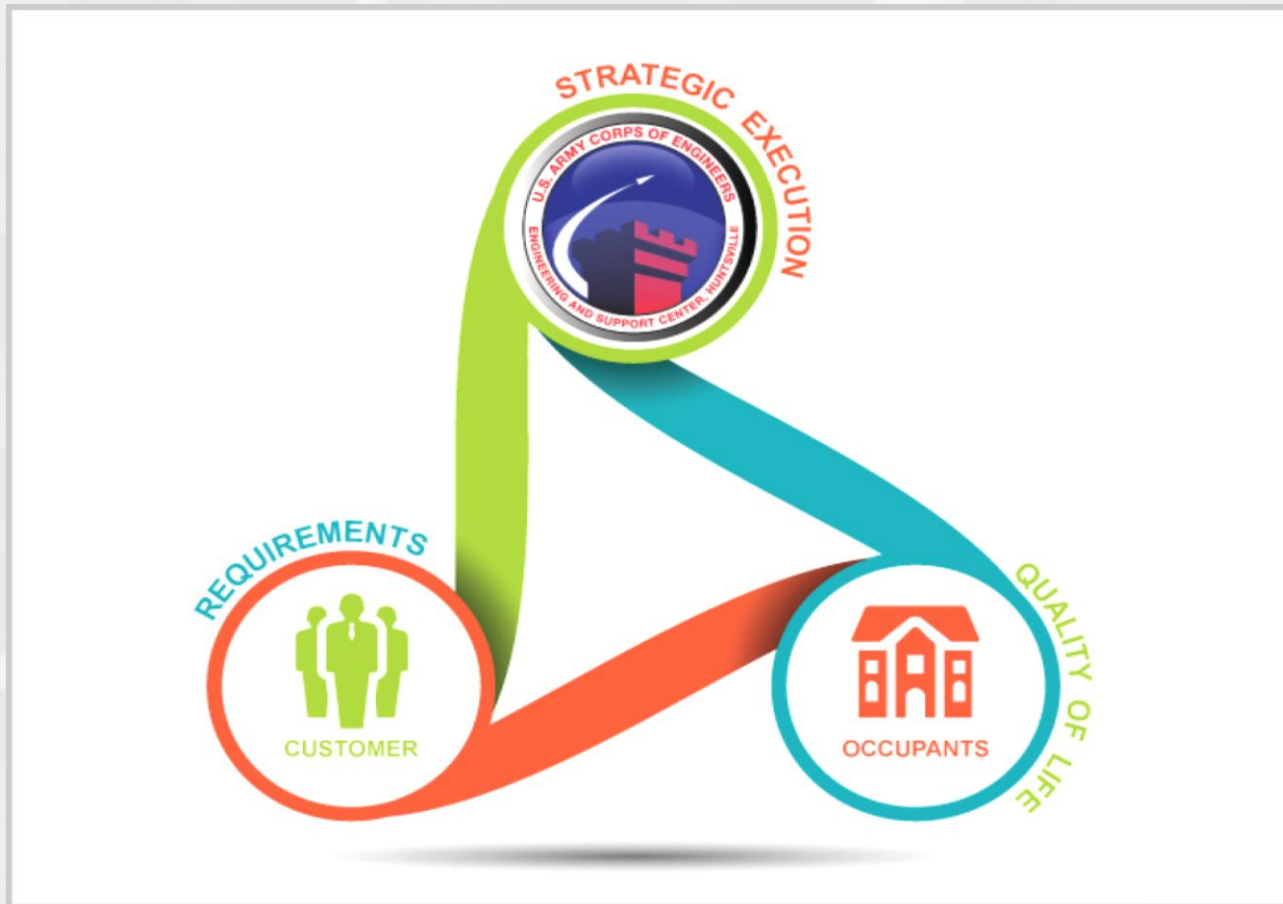 STRATEGIC EXECUTION
U.S. ARMY CORPS OF ENGINEERS
ENGINEERING AND SUPPORT CENTER, HUNTSVILLE
REQUIREMENTS
CUSTOMER
QUALITY OF LIFE
OCCUPANTS